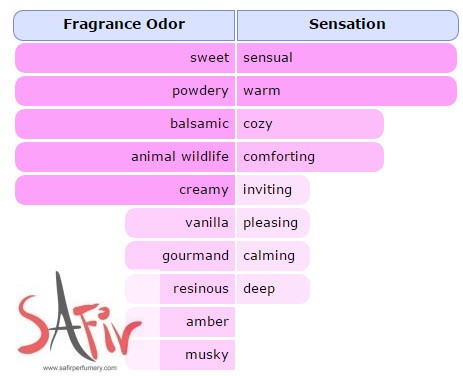 Fragrance Odor Sensation
sweet sensual
powdery warm
balsamic cozy
animal wildlife comforting
creamy inviting
vanilla pleasing
gourmand calming
resinous deep
amber
musky
SAFir
www.safirperfumery.com